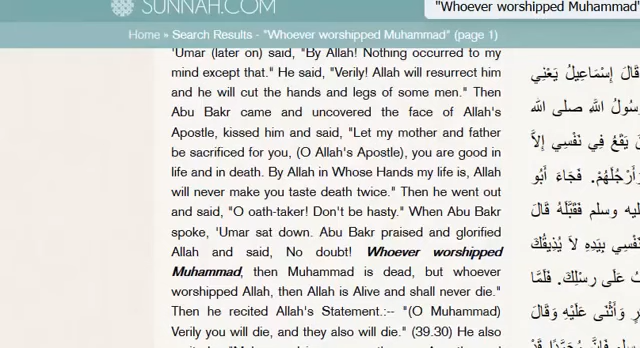 SUNNAH.COM
"Whoever worshipped Muhammad"
Home » Search Results - "Whoever worshipped Muhammad" (page 1)
'Umar (later on) said, "By Allah! Nothing occurred to my
mind except that." He said, "Verily! Allah will resurrect him
and he will cut the hands and legs of some men." Then
Abu Bakr came and uncovered the face of Allah's
Apostle, kissed him and said, "Let my mother and father
be sacrificed for you, (O Allah's Apostle), you are good in
life and in death. By Allah in Whose Hands my life is, Allah
will never make you taste death twice." Then he went out
and said, "O oath-taker! Don't be hasty." When Abu Bakr
spoke, 'Umar sat down. Abu Bakr praised and glorified
Allah and said, No doubt! Whoever worshipped
Muhammad, then Muhammad is dead, but whoever
worshipped Allah, then Allah is Alive and shall never die."
Then he recited Allah's Statement.:-- "(O Muhammad)
Verily you will die, and they also will die." (39.30) He also
قَالَ إِسْمَاعِيلُ يَعْنِي
رَسُولُ اللَّهِ صلى الله
يَقَعُ فِي نَفْسِي إِلاَّ
وَأَرْجُلَهُمْ. فَجَاءَ أَبُو
عليه وسلم فَقَبَّلَهُ قَالَ
نَفْسِي بِيَدِهِ لاَ يُذِيقُكَ
عَلَى رِسْلِكَ. فَلَمَّا
وَأَثْنَى عَلَيْهِ وَقَالَ